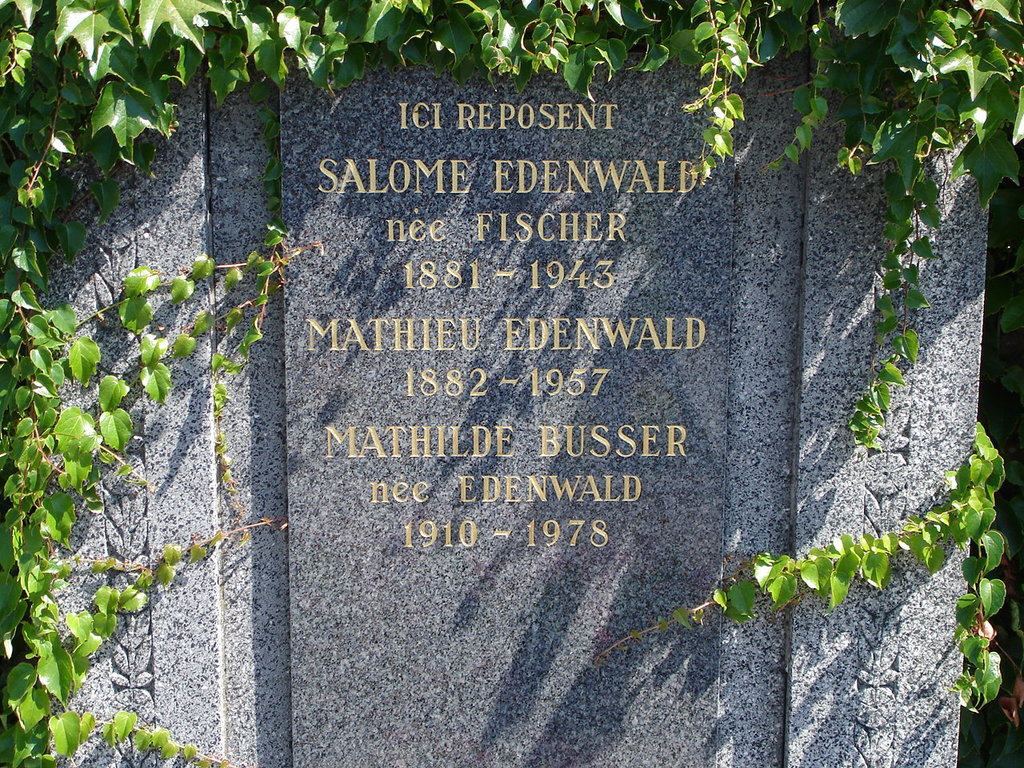 ICI REPOSENT
SALOME EDENWALD
née FISCHER
1881 - 1943
MATHIEU EDENWALD
1882 - 1957
MATHILDE BUSSER
née EDENWALD
1910 - 1978